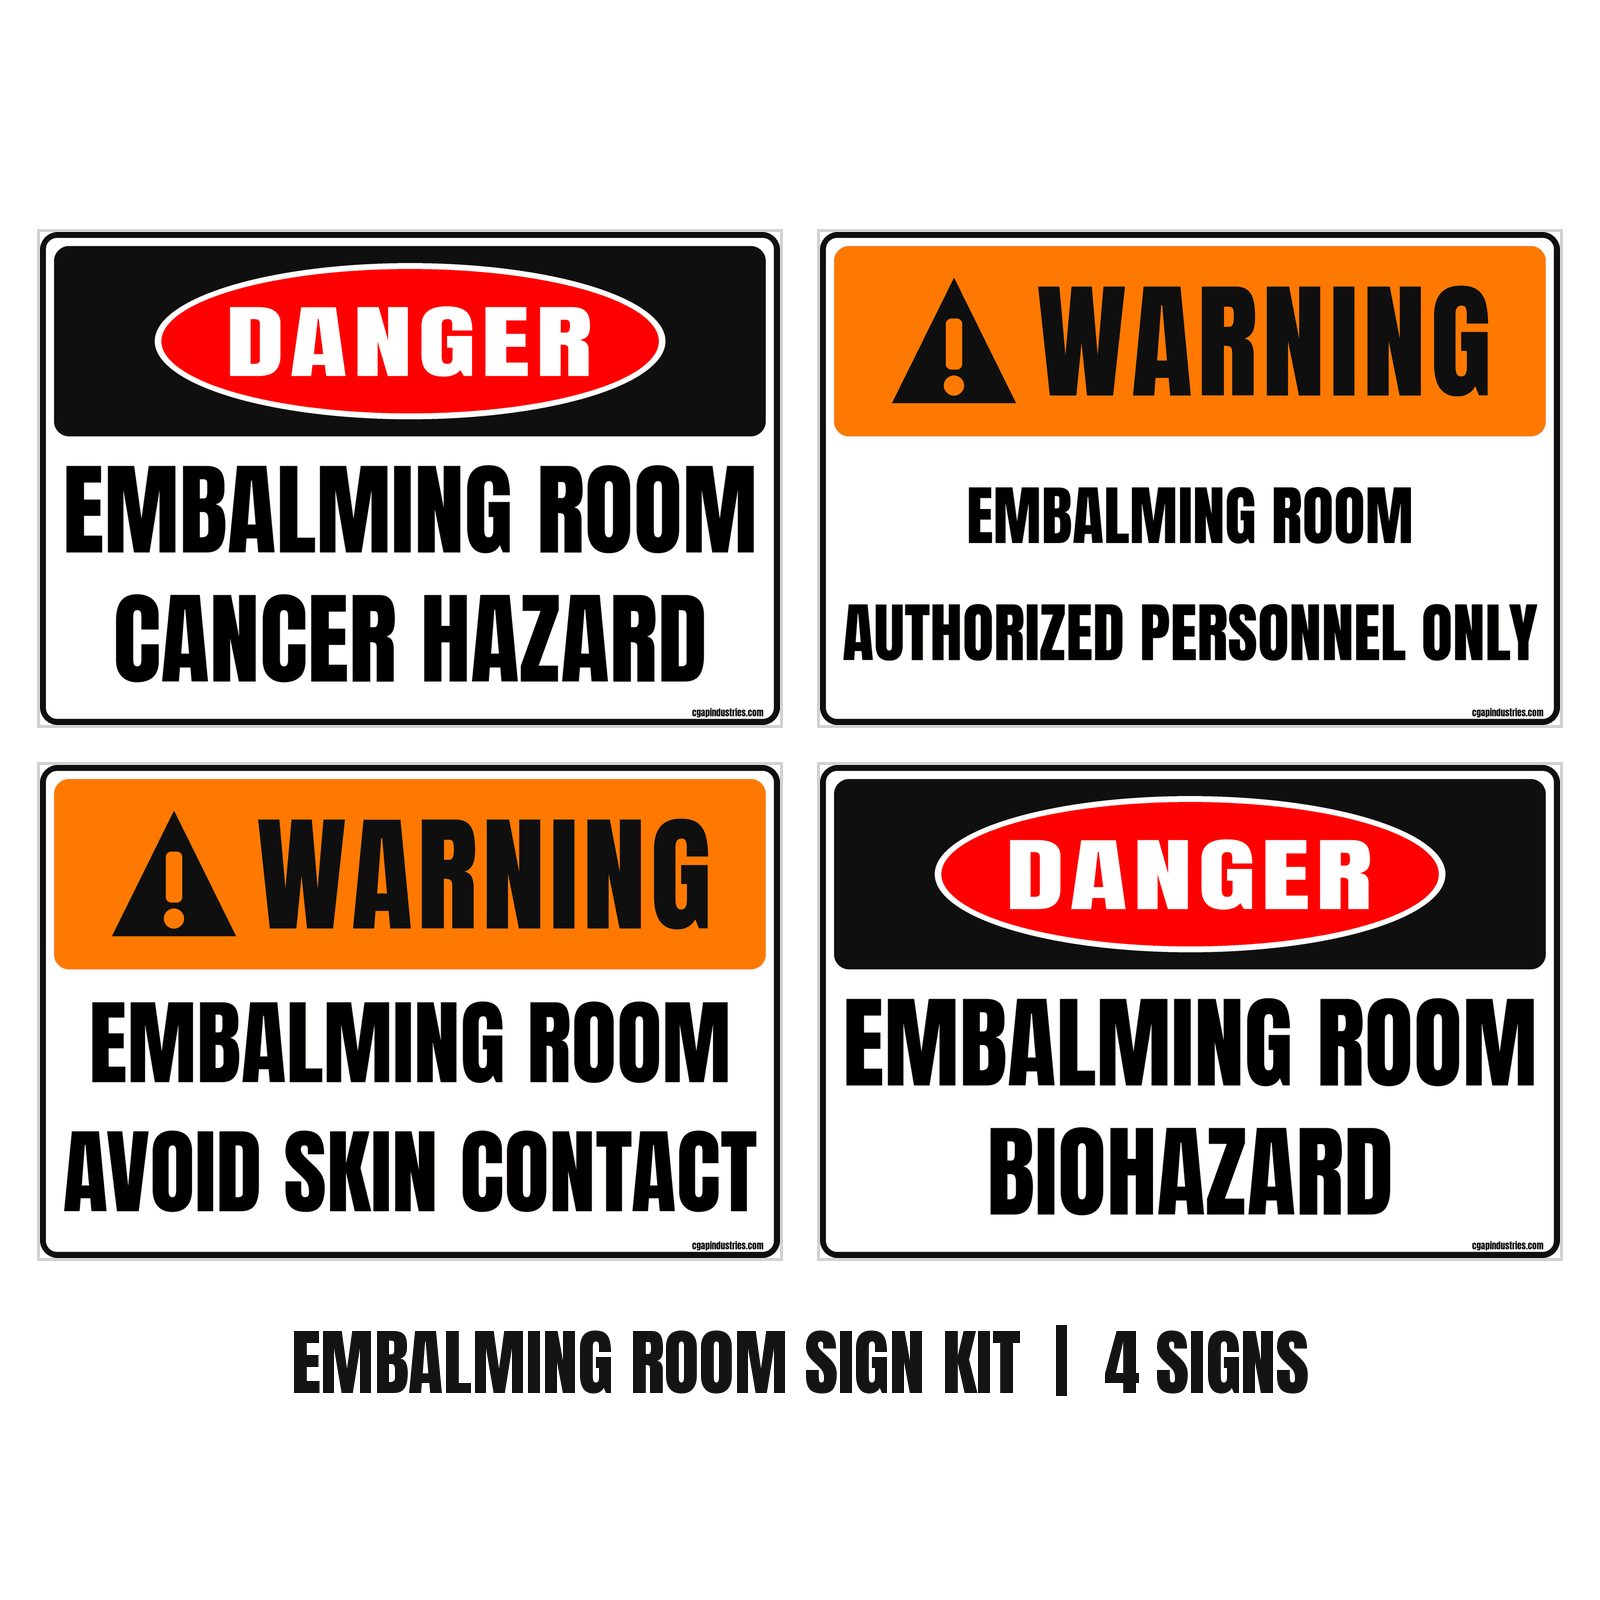 DANGER
EMBALMING ROOM
CANCER HAZARD
cgapindustries.com
WARNING
EMBALMING ROOM
AUTHORIZED PERSONNEL ONLY
cgapindustries.com
WARNING
EMBALMING ROOM
AVOID SKIN CONTACT
cgapindustries.com
DANGER
EMBALMING ROOM
BIOHAZARD
cgapindustries.com
EMBALMING ROOM SIGN KIT | 4 SIGNS